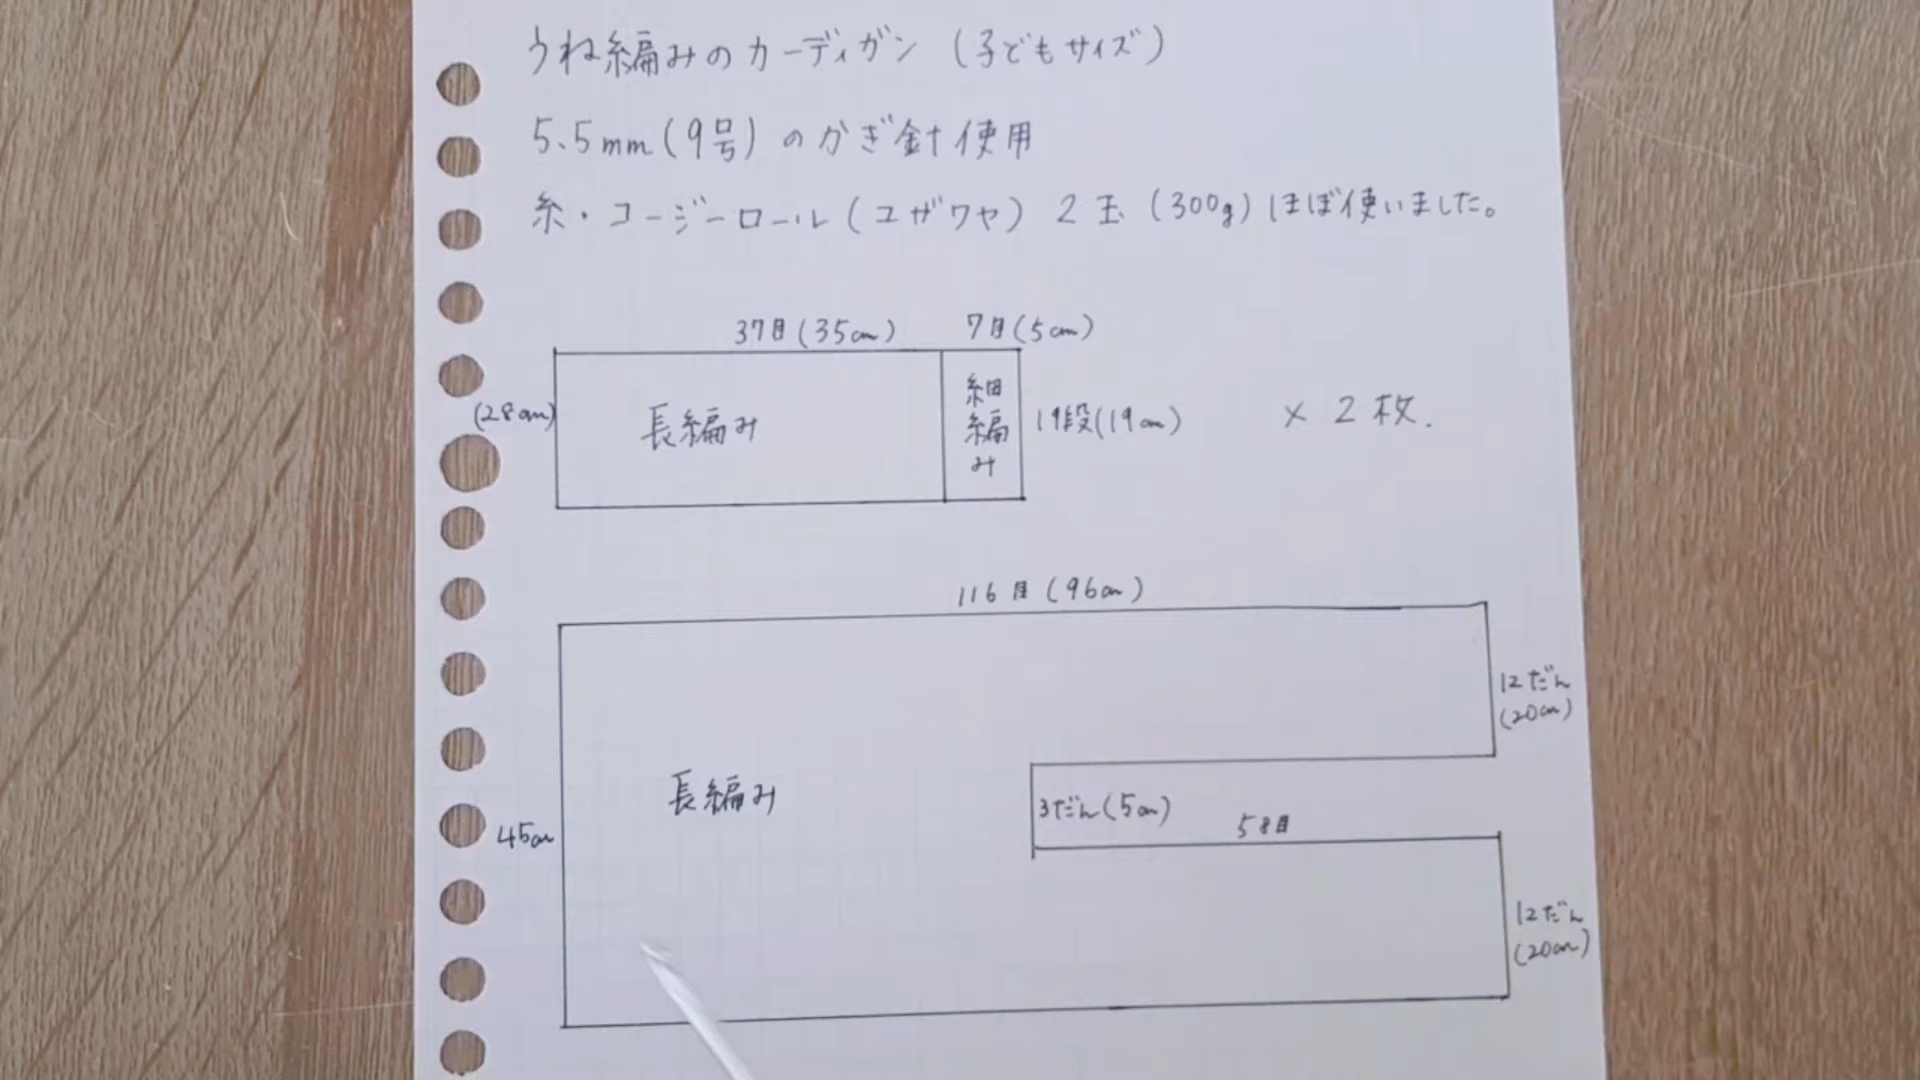 うね編みのカーディガン (子どもサイズ)
5.5mm(9号)のかぎ針使用
糸・コージーロール(ユザワヤ) 2玉 (300g)ほぼ使いました。
37目(35cm) 7目(5cm)
(28cm) 長編み 細編み 19段(19cm) × 2枚.
116目(96cm)
12だん
(20cm)
長編み
3だん(5cm) 58目
45cm
12だん
(20cm)